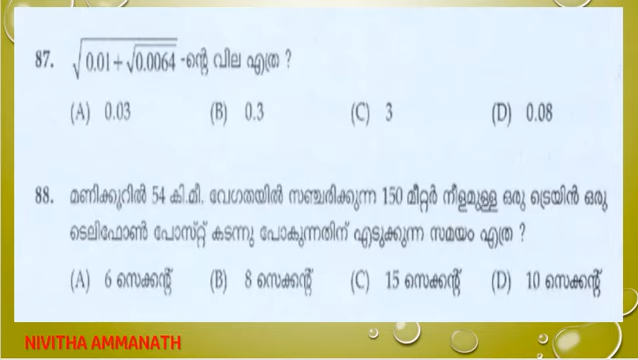 87. √0.01+√0.0064 -ന്റെ വില എത്ര ?
(A) 0.03 (B) 0.3 (C) 3 (D) 0.08
88. മണിക്കൂറിൽ 54 കി.മീ. വേഗതയിൽ സഞ്ചരിക്കുന്ന 150 മീറ്റർ നീളമുള്ള ഒരു ട്രെയിൻ ഒരു
ടെലിഫോൺ പോസ്റ്റ് കടന്നു പോകുന്നതിന് എടുക്കുന്ന സമയം എത്ര ?
(A) 6 സെക്കന്റ് (B) 8 സെക്കന്റ് (C) 15 സെക്കന്റ് (D) 10 സെക്കന്റ്
NIVITHA AMMANATH